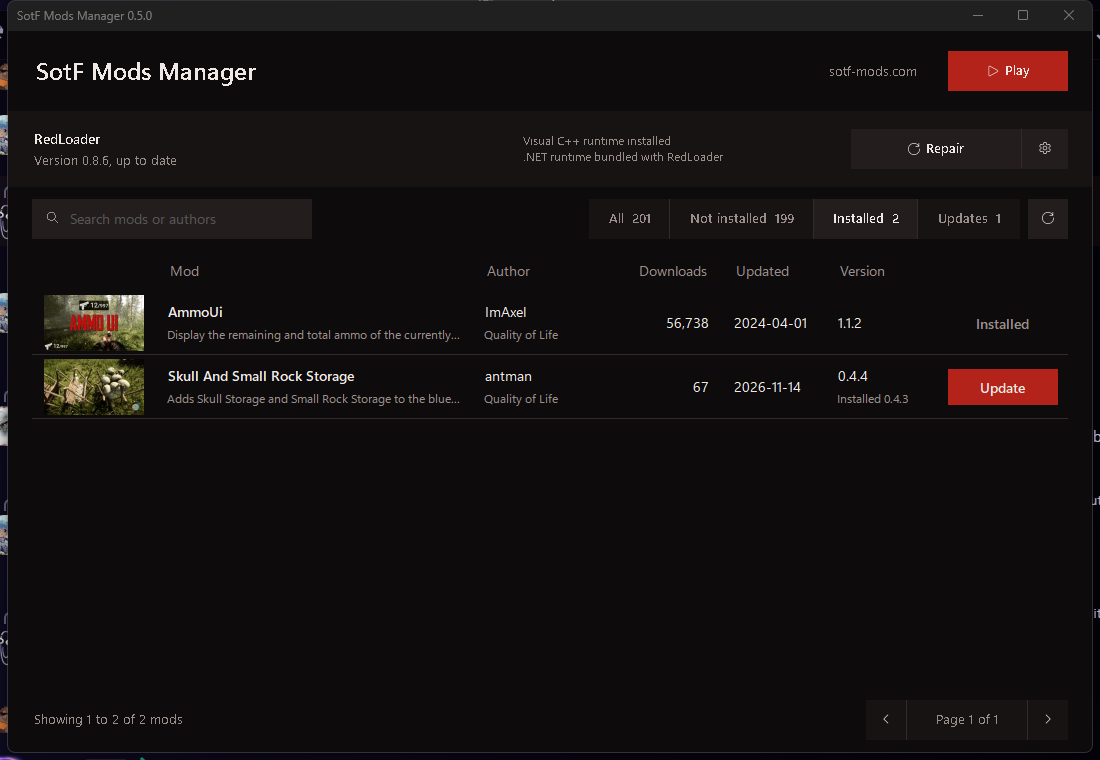 SotF Mods Manager 0.5.0
SotF Mods Manager
sotf-mods.com
Play
RedLoader
Version 0.8.6, up to date
Visual C++ runtime installed
.NET runtime bundled with RedLoader
Repair
Search mods or authors
All 201
Not installed 199
Installed 2
Updates 1
Mod Author Downloads Updated Version
AMMO UI
AmmoUi
Display the remaining and total ammo of the currently...
ImAxel
Quality of Life
56,738
2024-04-01
1.1.2
Installed
Skull And Small Rock Storage
Adds Skull Storage and Small Rock Storage to the blue...
antman
Quality of Life
67
2026-11-14
0.4.4
Installed 0.4.3
Update
Showing 1 to 2 of 2 mods
Page 1 of 1